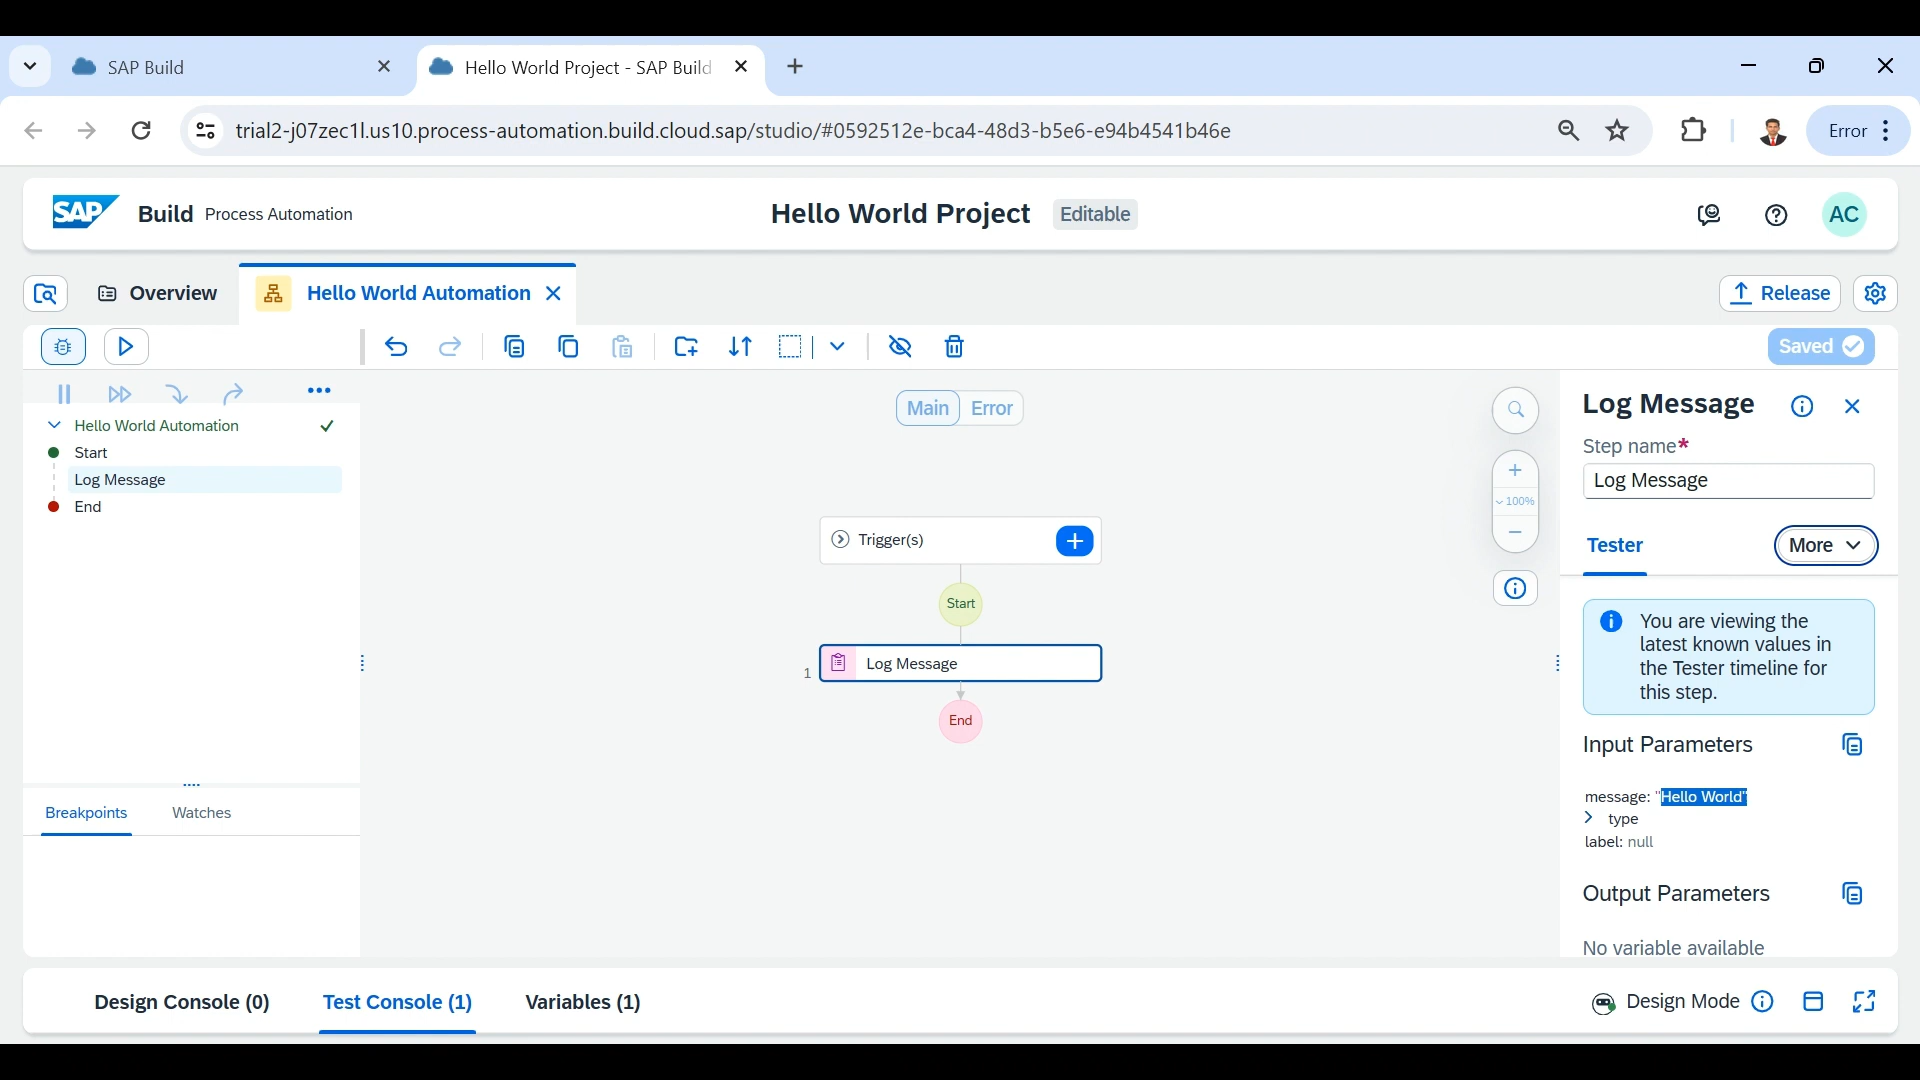 SAP Build
Hello World Project - SAP Build
trial2-j07zec1l.us10.process-automation.build.cloud.sap/studio/#0592512e-bca4-48d3-b5e6-e94b4541b46e
Error
SAP Build Process Automation
Hello World Project Editable
AC
Overview
Hello World Automation
Release
Saved
Hello World Automation
Start
Log Message
End
Breakpoints
Watches
Main Error
Trigger(s)
Start
1 Log Message
End
100%
Log Message
Step name*
Log Message
Tester
More
You are viewing the
latest known values in
the Tester timeline for
this step.
Input Parameters
message: "Hello World"
type
label: null
Output Parameters
No variable available
Design Console (0)
Test Console (1)
Variables (1)
Design Mode